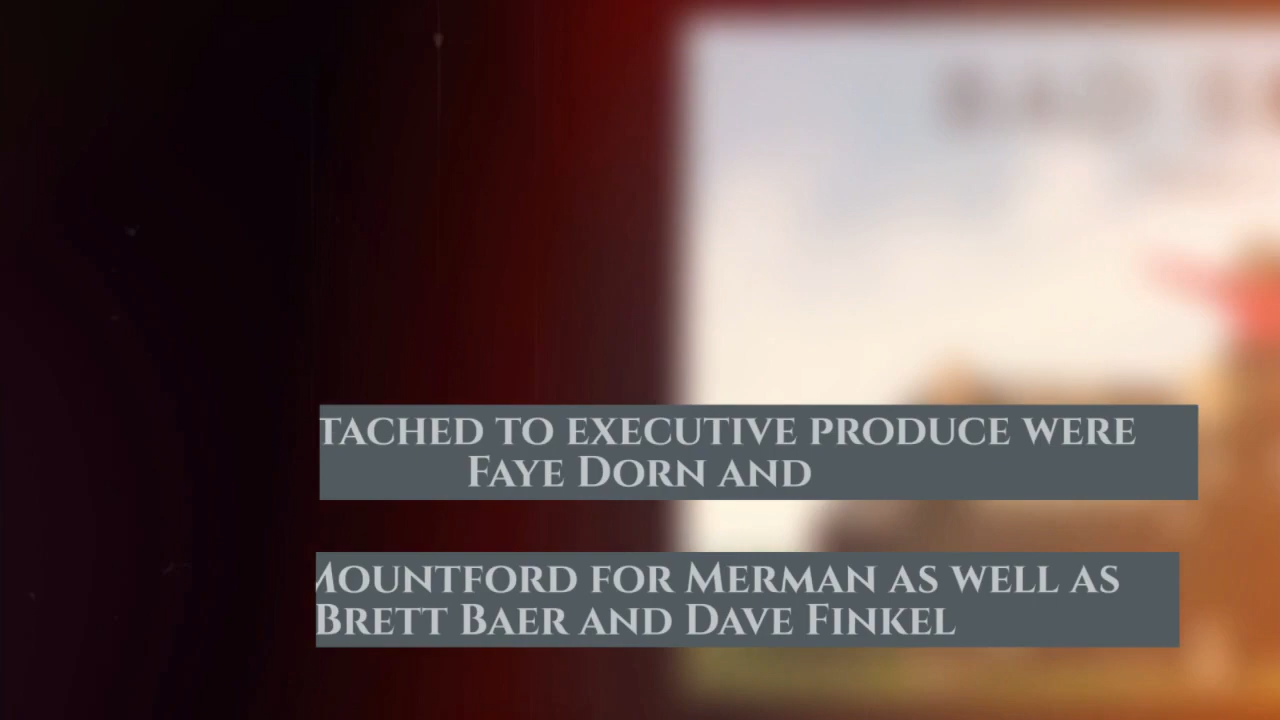 TACHED TO EXECUTIVE PRODUCE WERE
FAYE DORN AND
MOUNTFORD FOR MERMAN AS WELL AS
BRETT BAER AND DAVE FINKEL